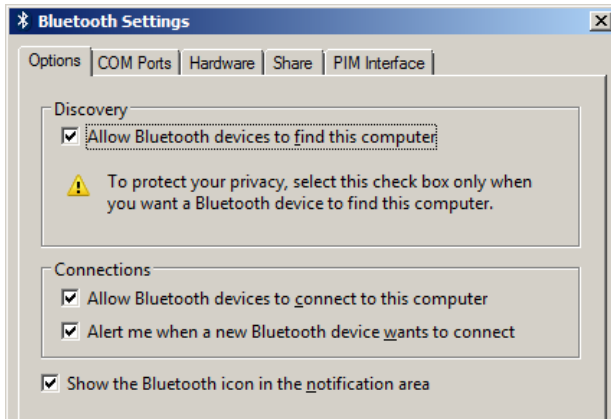 Bluetooth Settings
Options COM Ports Hardware Share PIM Interface
Discovery
Allow Bluetooth devices to find this computer
To protect your privacy, select this check box only when
you want a Bluetooth device to find this computer.
Connections
Allow Bluetooth devices to connect to this computer
Alert me when a new Bluetooth device wants to connect
Show the Bluetooth icon in the notification area